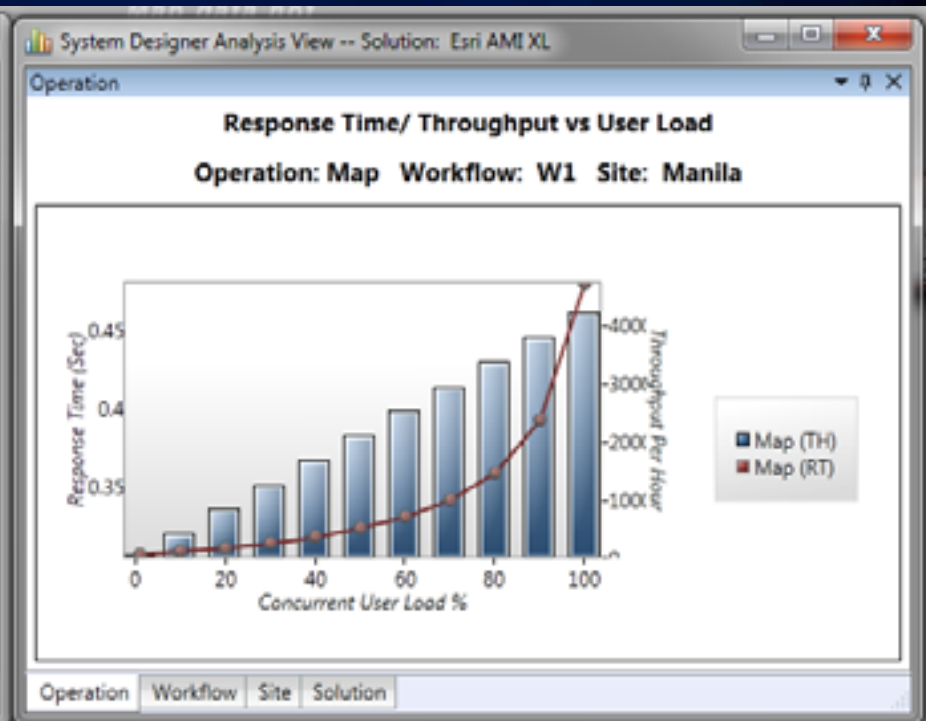 System Designer Analysis View -- Solution: Esri AMI XL
Operation
Response Time/ Throughput vs User Load
Operation: Map Workflow: W1 Site: Manila
Response Time (Sec)
0.45
0.4
0.35
0 20 40 60 80 100
Concurrent User Load %
0
Throughput Per Hour
Map (TH)
Map (RT)
Operation Workflow Site Solution